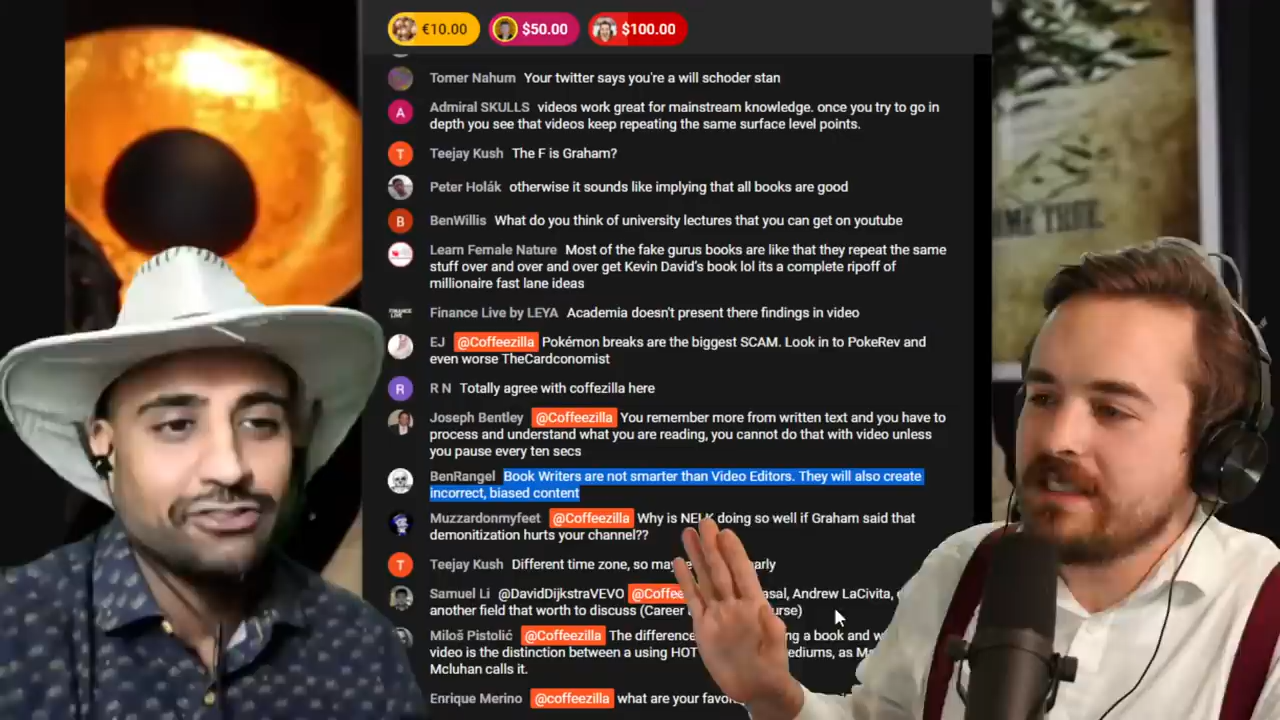 €10.00 $50.00 $100.00
Tomer Nahum Your twitter says you're a will schoder stan
Admiral SKULLS videos work great for mainstream knowledge. once you try to go in
depth you see that videos keep repeating the same surface level points.
Teejay Kush The F is Graham?
Peter Holák otherwise it sounds like implying that all books are good
BenWillis What do you think of university lectures that you can get on youtube
Learn Female Nature Most of the fake gurus books are like that they repeat the same
stuff over and over and over get Kevin David's book lol its a complete ripoff of
millionaire fast lane ideas
Finance Live by LEYA Academia doesn't present there findings in video
EJ @Coffeezilla Pokémon breaks are the biggest SCAM. Look in to PokeRev and
even worse TheCardconomist
R N Totally agree with coffezilla here
Joseph Bentley @Coffeezilla You remember more from written text and you have to
process and understand what you are reading, you cannot do that with video unless
you pause every ten secs
BenRangel Book Writers are not smarter than Video Editors. They will also create
incorrect, biased content
Muzzardonmyfeet @Coffeezilla Why is NELK doing so well if Graham said that
demonitization hurts your channel??
Teejay Kush Different time zone, so
Samuel Li @DavidDijkstraVEVO Andrew LaCivita,
another field that worth to discuss (Career
Miloš Pistolić @Coffeezilla The difference a book and
video is the distinction between a using HOT as
Mcluhan calls it.
Enrique Merino @coffeezilla what are your
TRUE.